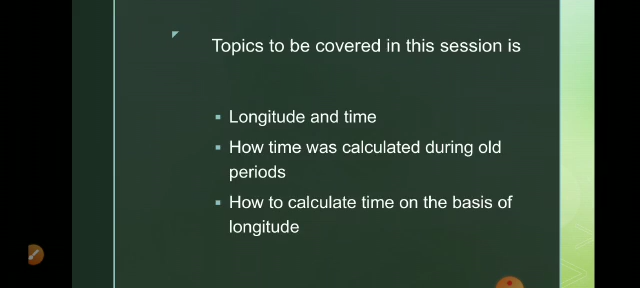 Topics to be covered in this session is
Longitude and time
How time was calculated during old
periods
How to calculate time on the basis of
longitude